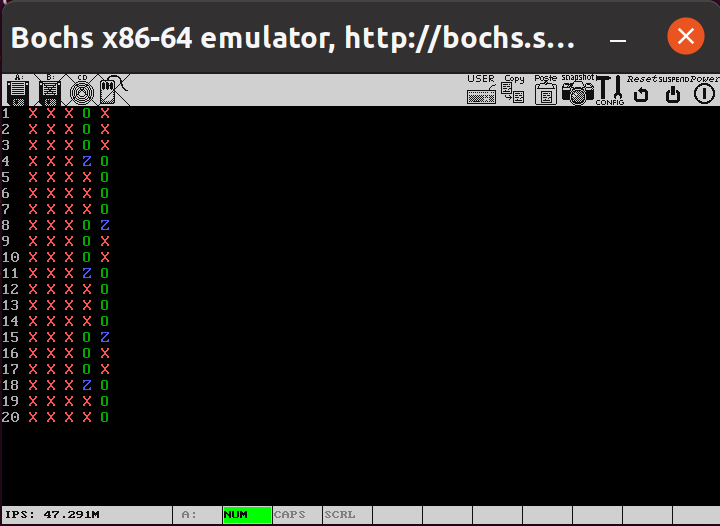 Bochs x86-64 emulator, http://bochs.s...
A: B: CD USER Copy Poste snapshot CONFIG Reset SUSPEND Power
1 X X X O X
2 X X X O X
3 X X X O X
4 X X X Z O
5 X X X X O
6 X X X X O
7 X X X X O
8 X X X O Z
9 X X X O X
10 X X X O X
11 X X X Z O
12 X X X X O
13 X X X X O
14 X X X X O
15 X X X O Z
16 X X X O X
17 X X X O X
18 X X X Z O
19 X X X X O
20 X X X X O
IPS: 47.291M A: NUM CAPS SCRL